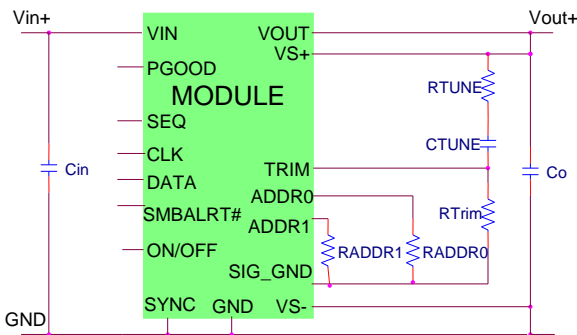 Vin+
Vout+
VIN
VOUT
VS+
PGOOD
RTUNE
MODULE
SEQ
CTUNE
CLK
TRIM
Cin
Co
DATA
ADDR0
SMBALRT#
RTrim
ADDR1
ON/OFF
RADDR1
RADDR0
SIG_GND
SYNC
GND
VS-
GND